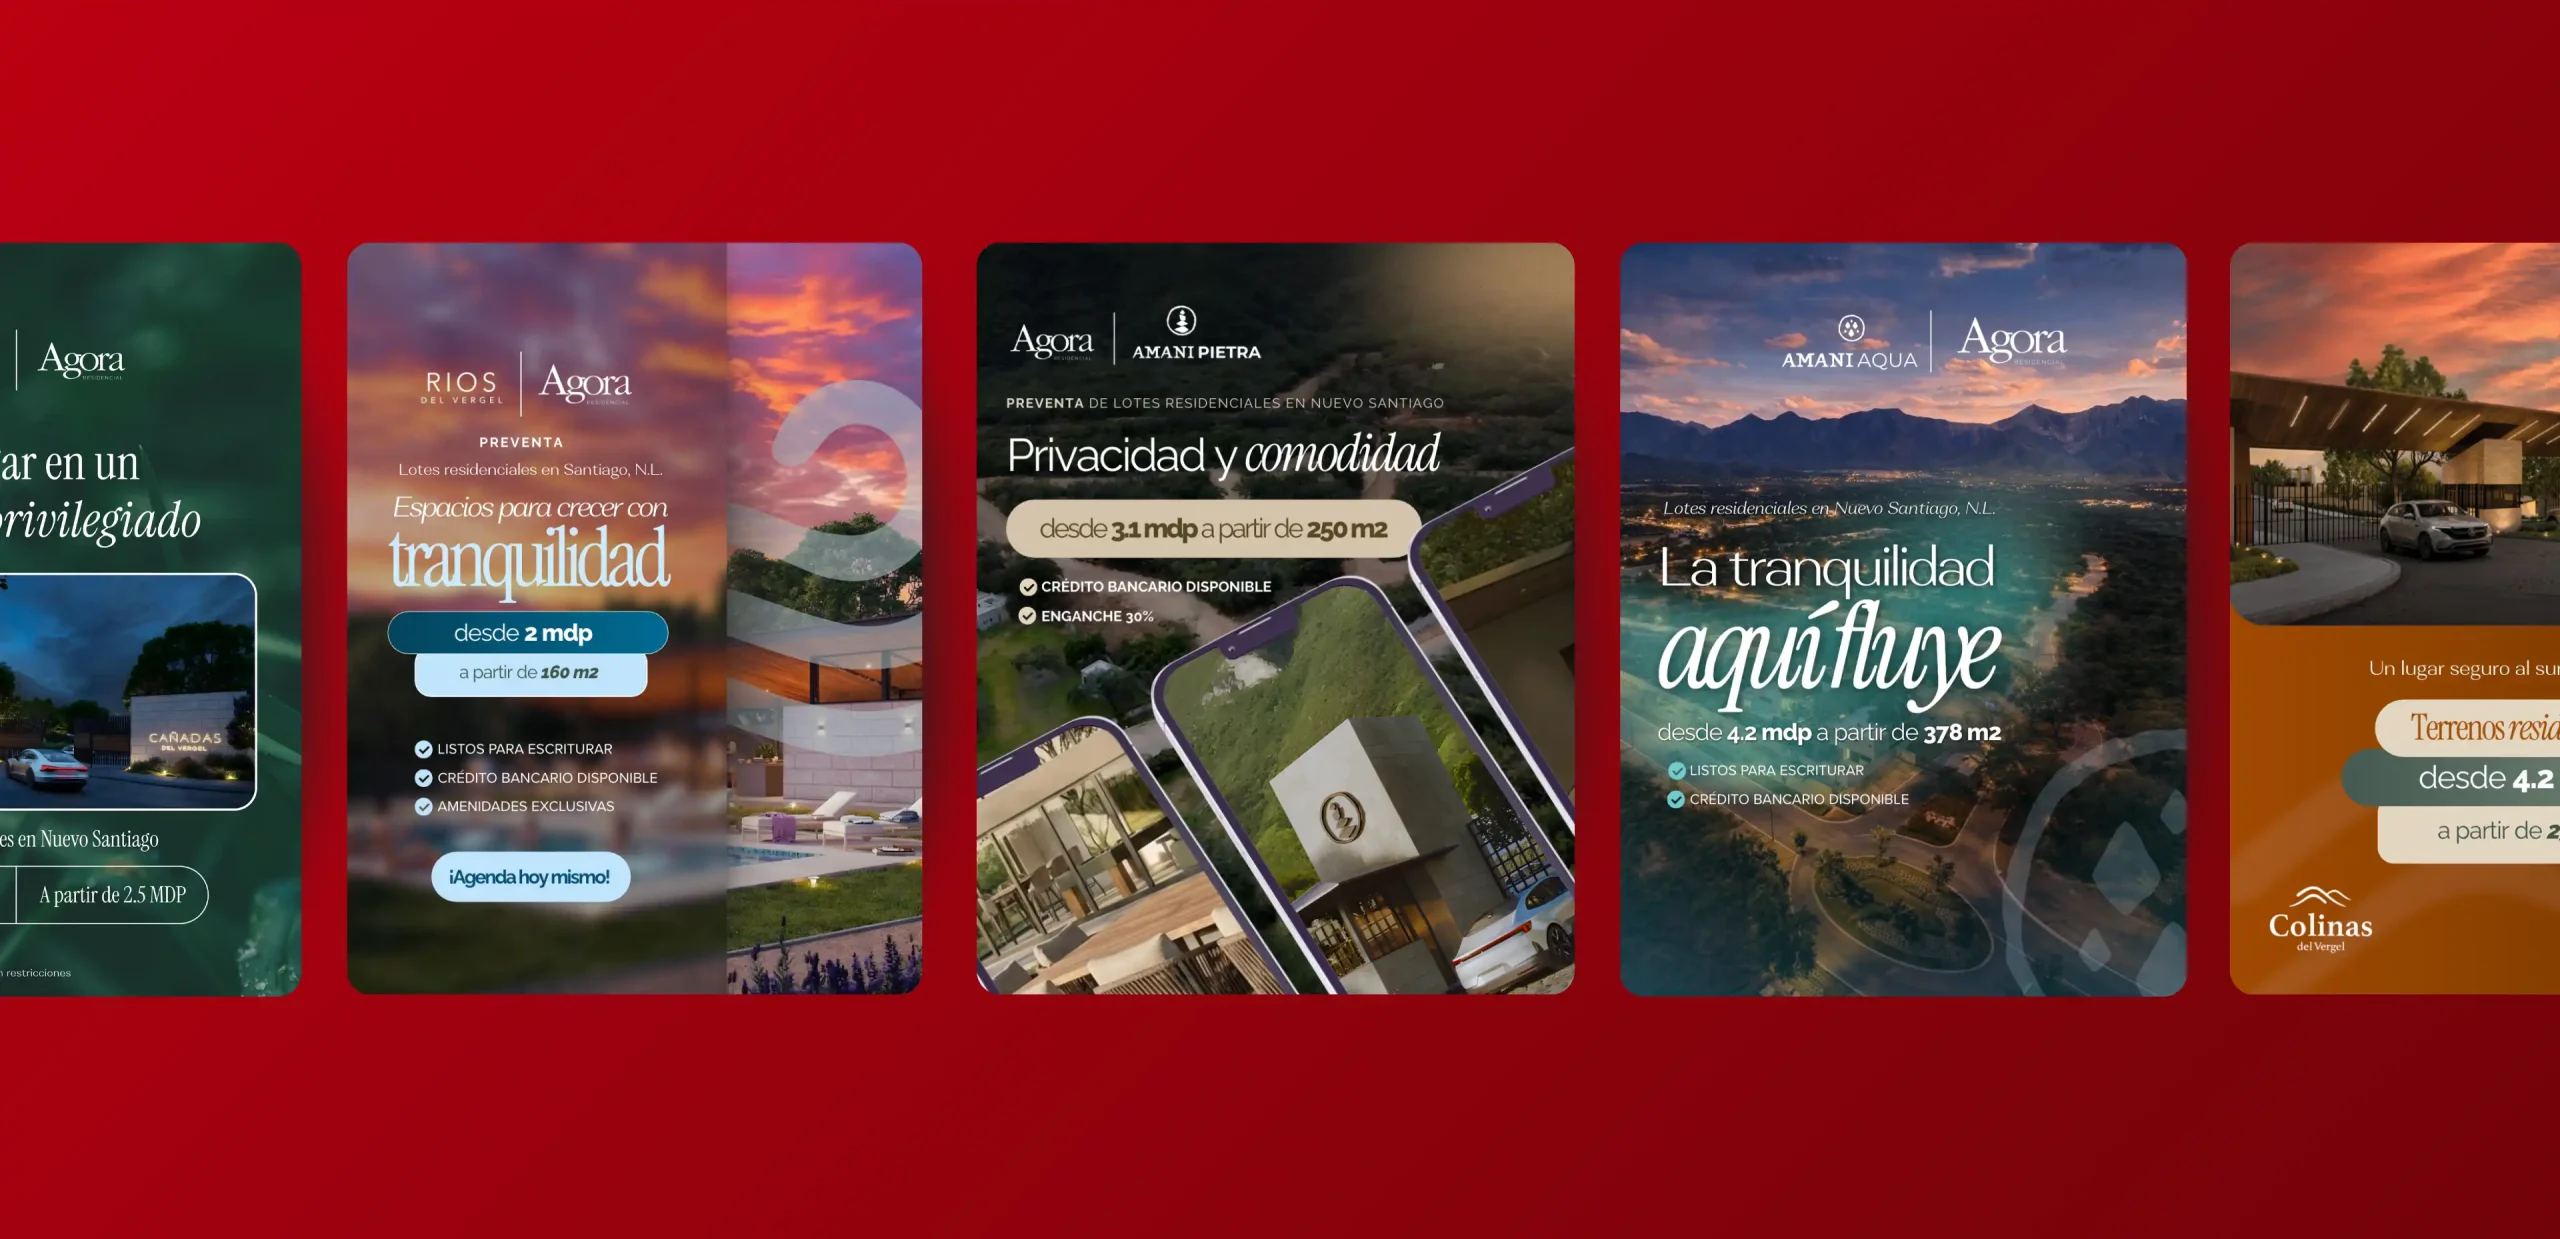 Agora
RESIDENCIAL
ar en un
privilegiado
CAÑADAS
DEL VERGEL
es en Nuevo Santiago
A partir de 2.5 MDP
restricciones
RIOS
DEL VERGEL
Agora
RESIDENCIAL
PREVENTA
Lotes residenciales en Santiago, N.L.
Espacios para crecer con
tranquilidad
desde 2 mdp
a partir de 160 m2
LISTOS PARA ESCRITURAR
CRÉDITO BANCARIO DISPONIBLE
AMENIDADES EXCLUSIVAS
¡Agenda hoy mismo!
Agora
RESIDENCIAL
AMANI PIETRA
PREVENTA DE LOTES RESIDENCIALES EN NUEVO SANTIAGO
Privacidad y comodidad
desde 3.1 mdp a partir de 250 m2
CRÉDITO BANCARIO DISPONIBLE
ENGANCHE 30%
AMANI AQUA
Agora
RESIDENCIAL
Lotes residenciales en Nuevo Santiago, N.L.
La tranquilidad
aquí fluye
desde 4.2 mdp a partir de 378 m2
LISTOS PARA ESCRITURAR
CRÉDITO BANCARIO DISPONIBLE
Un lugar seguro al sur
Terrenos resid
desde 4.2
a partir de 2
Colinas
del Vergel